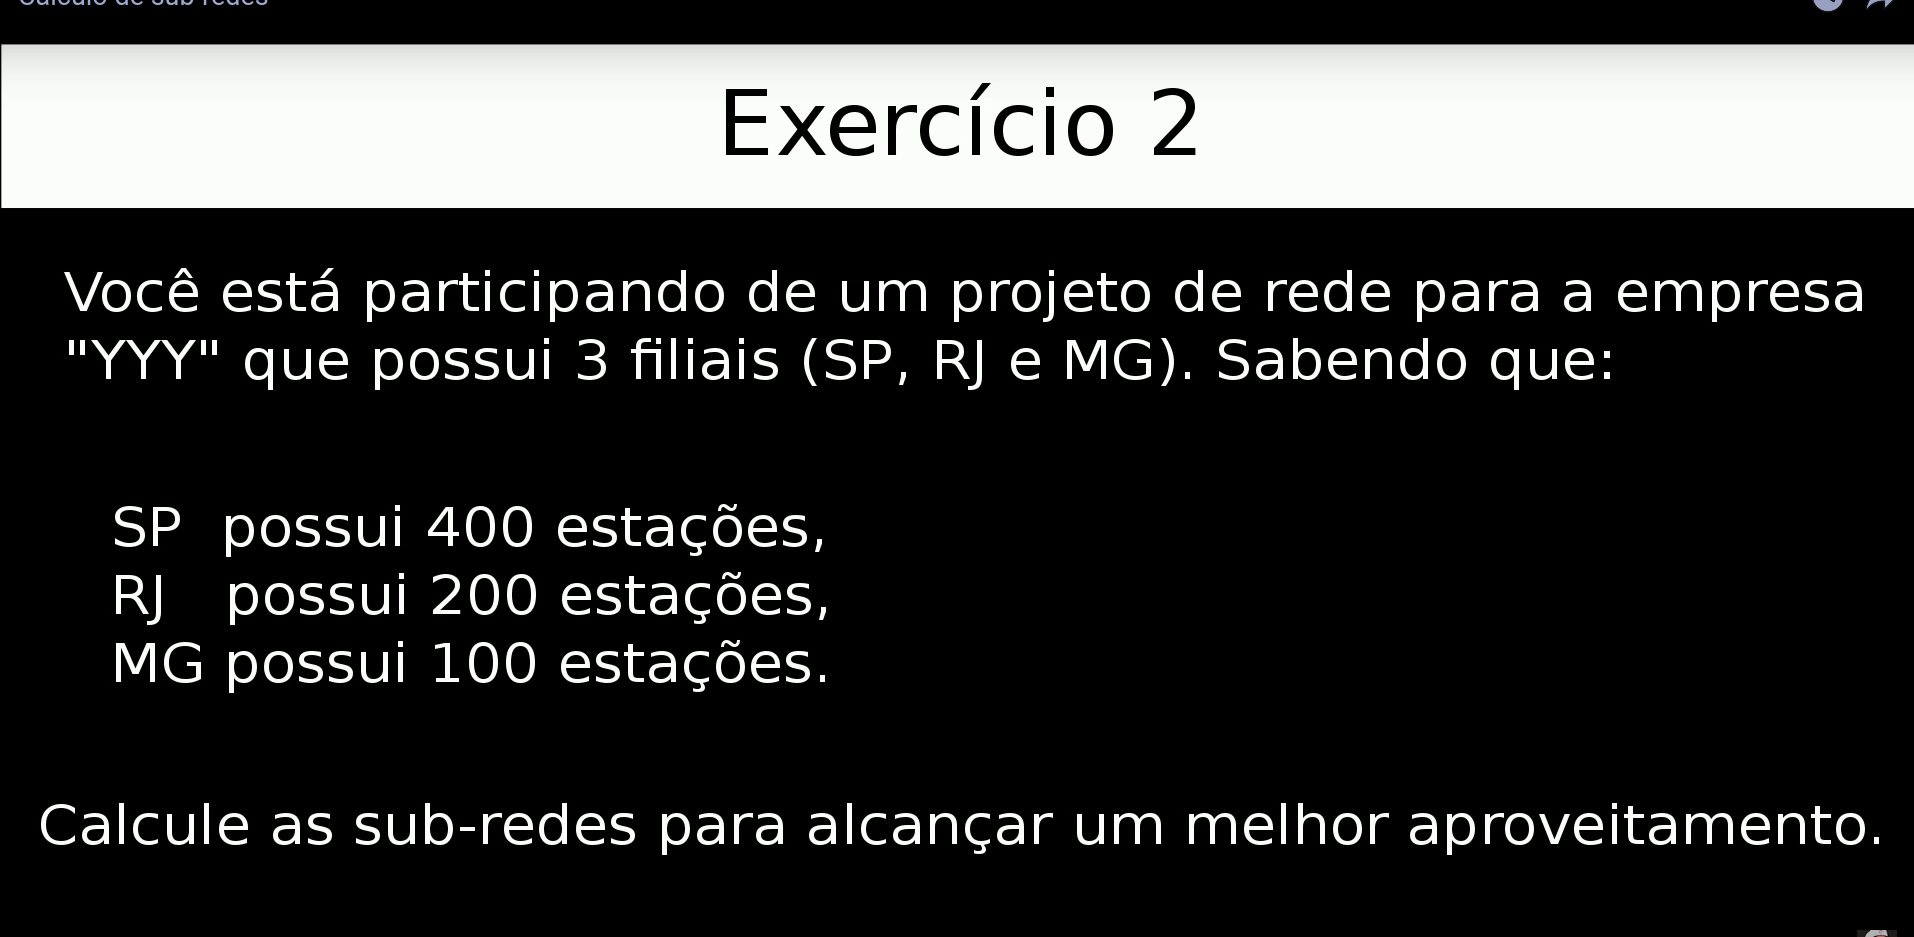 Cálculo de sub-redes
Exercício 2
Você está participando de um projeto de rede para a empresa
"YYY" que possui 3 filiais (SP, RJ e MG). Sabendo que:
SP possui 400 estações,
RJ possui 200 estações,
MG possui 100 estações.
Calcule as sub-redes para alcançar um melhor aproveitamento.